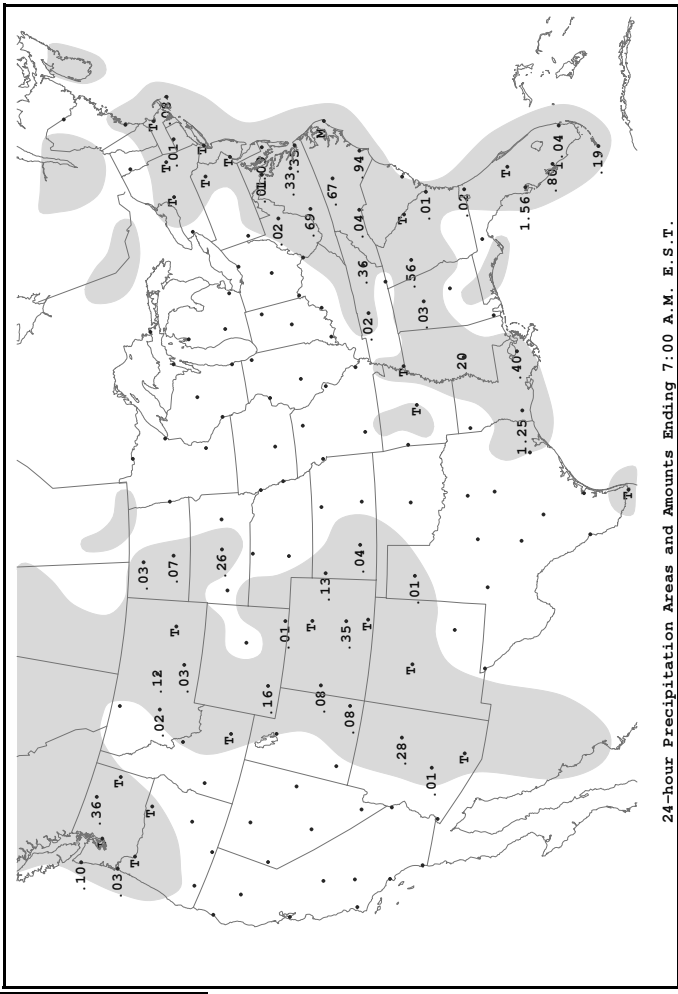 .10
.36
.03
T
T
.03
T
T
.12
.02
.08
T
.01
.07
T
T
.03
T
T
.26
T
T
.16
.02
.01
.33
.35
.69
T
.08
M
.13
.67
.35
.08
.04
.94
.04
.36
T
.02
.28
T
T
.56
T
.01
T
.03
.01
.01
.20
.02
T
T
.40
1.25
1.56
.80
1.04
.19
T
24-hour Precipitation Areas and Amounts Ending 7:00 A.M. E.S.T.